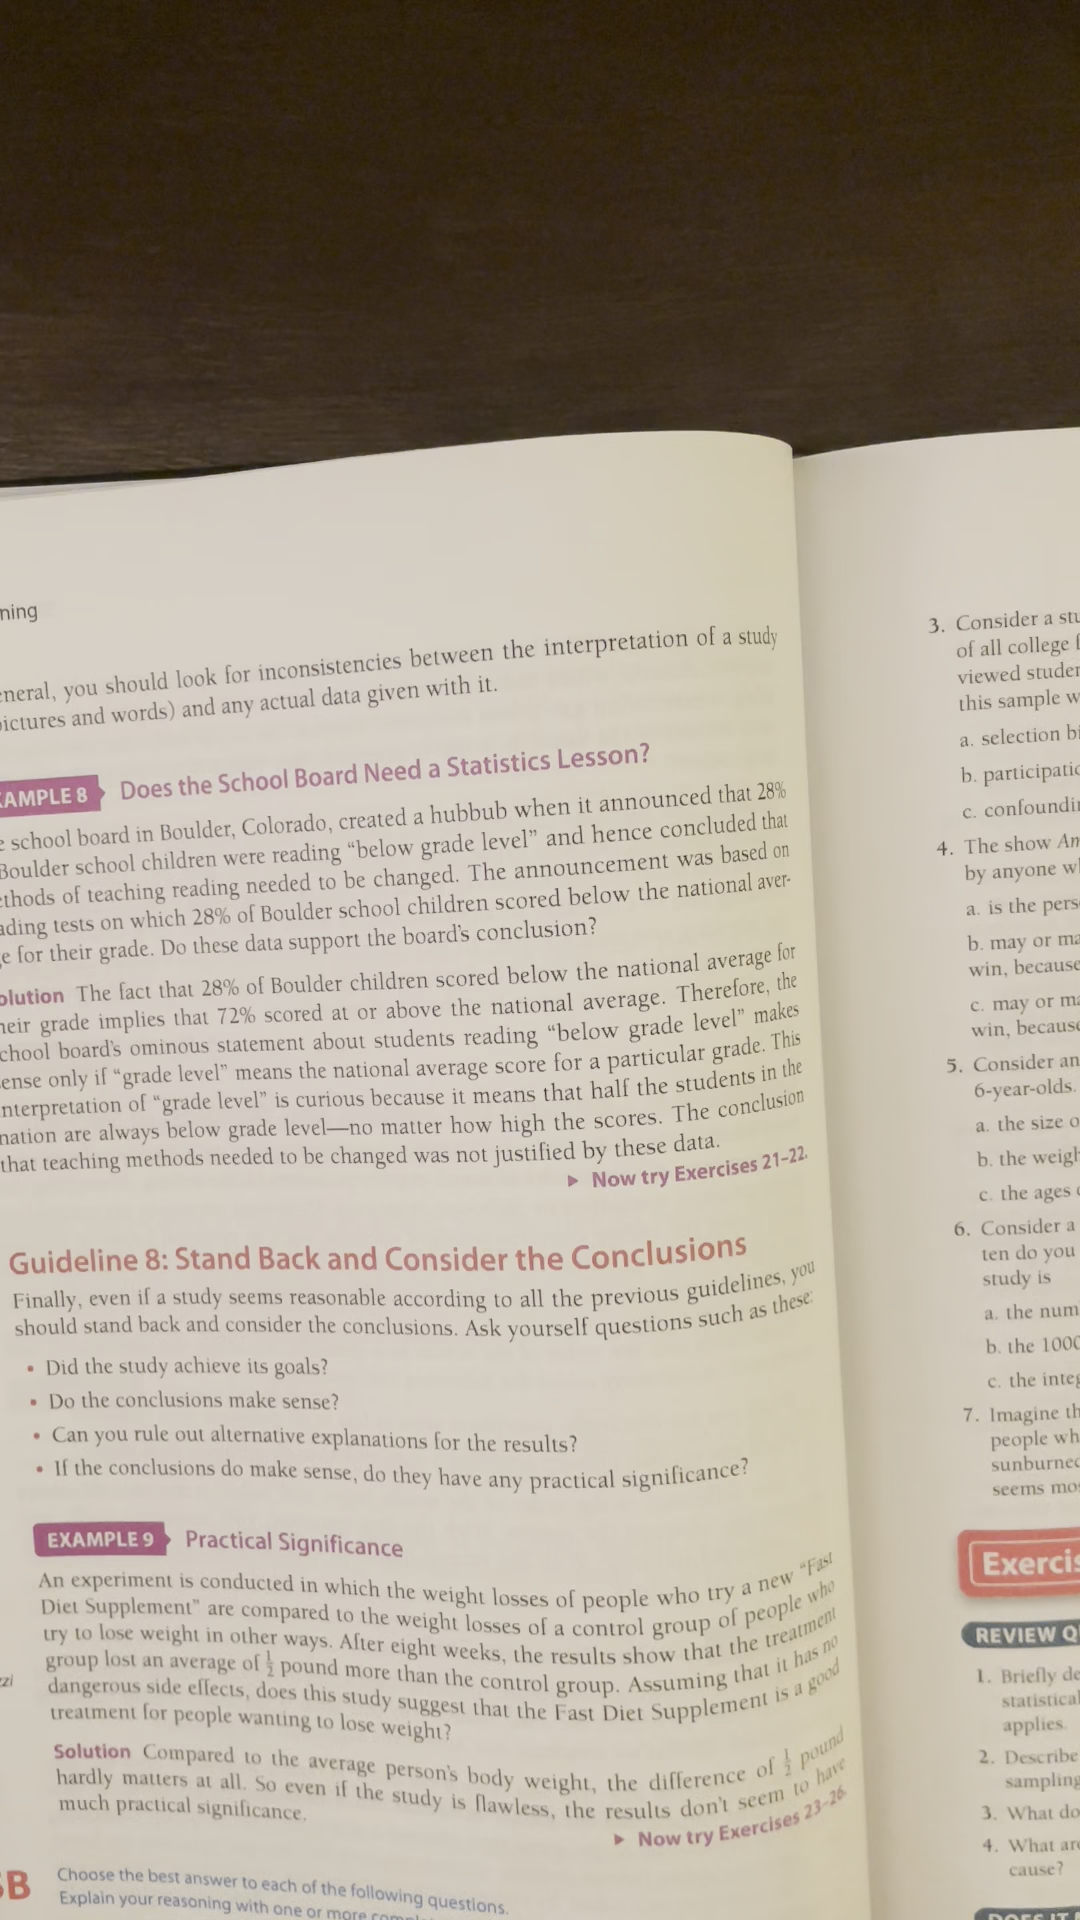 ning
eneral, you should look for inconsistencies between the interpretation of a study
pictures and words) and any actual data given with it.
AMPLE 8 Does the School Board Need a Statistics Lesson?
e school board in Boulder, Colorado, created a hubbub when it announced that 28%
Boulder school children were reading “below grade level” and hence concluded that
ethods of teaching reading needed to be changed. The announcement was based on
ading tests on which 28% of Boulder school children scored below the national aver-
e for their grade. Do these data support the board’s conclusion?
olution The fact that 28% of Boulder children scored below the national average for
heir grade implies that 72% scored at or above the national average. Therefore, the
chool board’s ominous statement about students reading “below grade level” makes
ense only if “grade level” means the national average score for a particular grade. This
nterpretation of “grade level” is curious because it means that half the students in the
nation are always below grade level—no matter how high the scores. The conclusion
that teaching methods needed to be changed was not justified by these data.
▶ Now try Exercises 21–22.
Guideline 8: Stand Back and Consider the Conclusions
Finally, even if a study seems reasonable according to all the previous guidelines, you
should stand back and consider the conclusions. Ask yourself questions such as these:
• Did the study achieve its goals?
• Do the conclusions make sense?
• Can you rule out alternative explanations for the results?
• If the conclusions do make sense, do they have any practical significance?
EXAMPLE 9 Practical Significance
An experiment is conducted in which the weight losses of people who try a new “Fast
Diet Supplement” are compared to the weight losses of a control group of people who
try to lose weight in other ways. After eight weeks, the results show that the treatment
group lost an average of ½ pound more than the control group. Assuming that it has no
zi
dangerous side effects, does this study suggest that the Fast Diet Supplement is a good
treatment for people wanting to lose weight?
Solution Compared to the average person’s body weight, the difference of ½ pound
hardly matters at all. So even if the study is flawless, the results don’t seem to have
much practical significance.
▶ Now try Exercises 23–26.
B
Choose the best answer to each of the following questions.
Explain your reasoning with one or more
3. Consider a stu
of all college
viewed studen
this sample w
a. selection bi
b. participatio
c. confoundin
4. The show Am
by anyone wh
a. is the pers
b. may or ma
win, because
c. may or ma
win, because
5. Consider an
6-year-olds.
a. the size o
b. the weigh
c. the ages
6. Consider a
ten do you
study is
a. the num
b. the 1000
c. the integ
7. Imagine th
people wh
sunburned
seems mos
Exercis
REVIEW QU
1. Briefly de
statistical
applies.
2. Describe
sampling
3. What do
4. What are
cause?
DOES IT